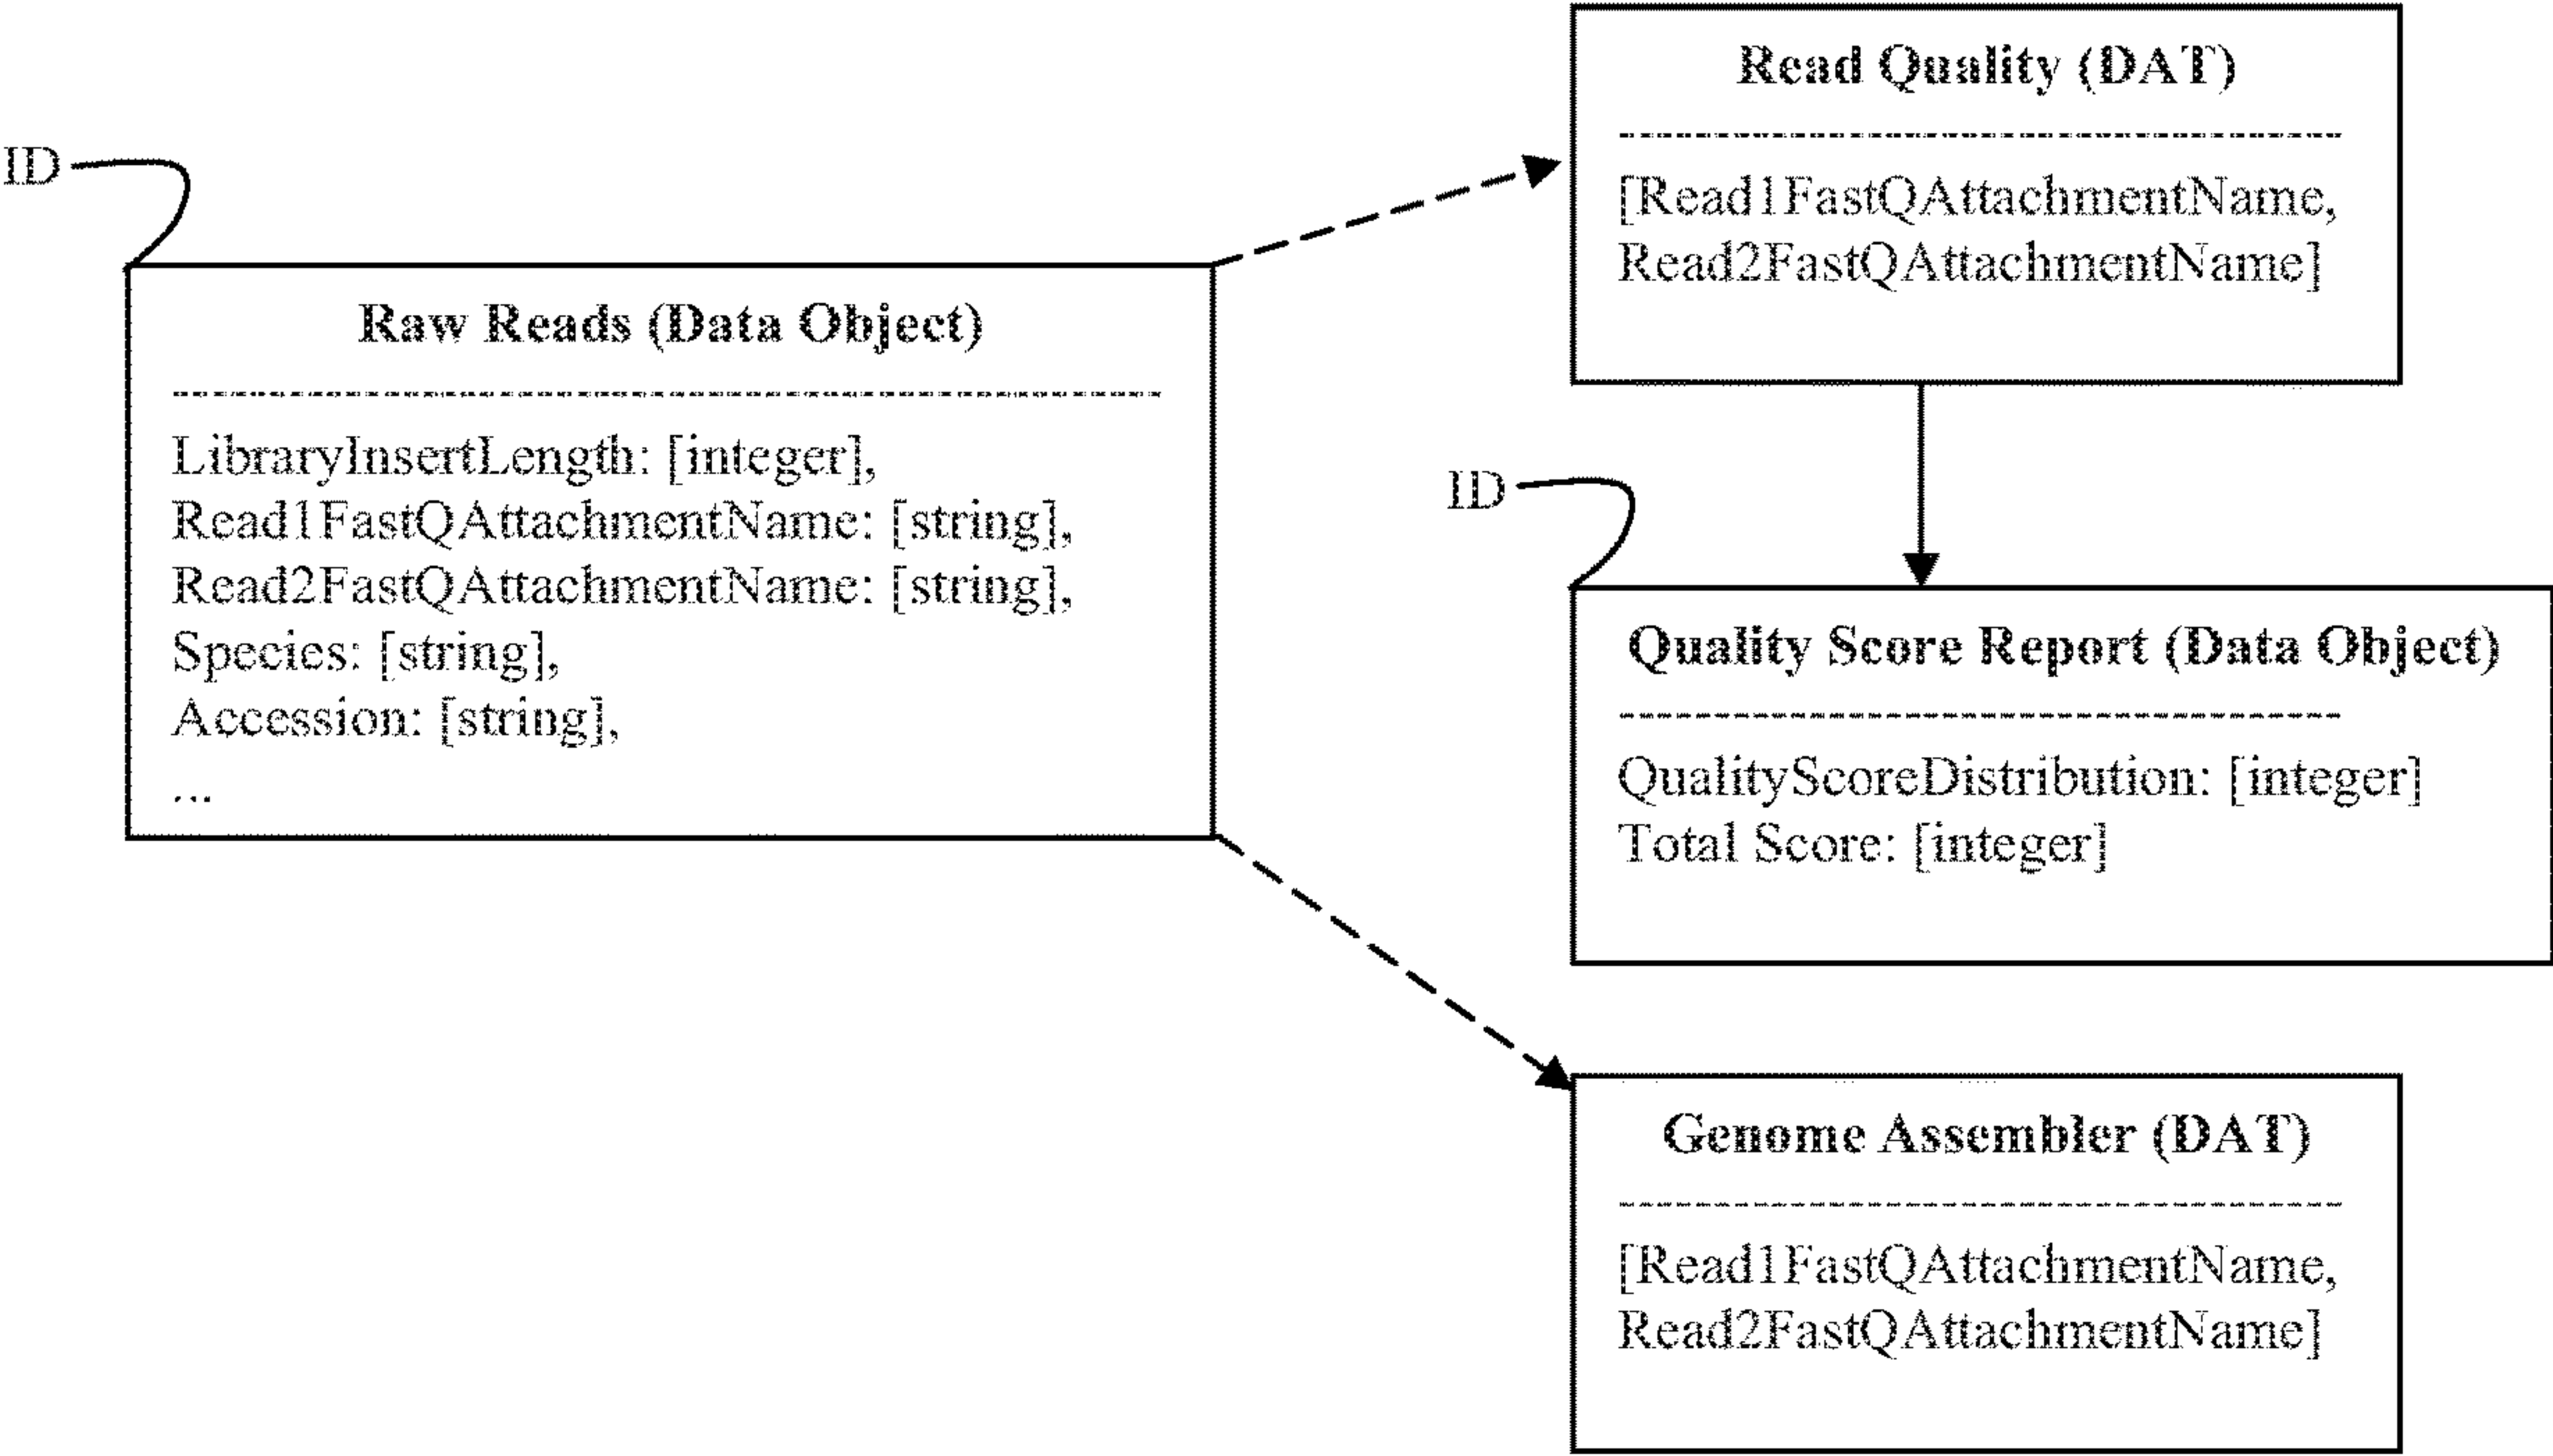 ID
Raw Reads (Data Object)
LibraryInsertLength: [integer],
Read1FastQAttachmentName: [string],
Read2FastQAttachmentName: [string],
Species: [string],
Accession: [string],
...
Read Quality (DAT)
[Read1FastQAttachmentName,
Read2FastQAttachmentName]
ID
Quality Score Report (Data Object)
QualityScoreDistribution: [integer]
Total Score: [integer]
Genome Assembler (DAT)
[Read1FastQAttachmentName,
Read2FastQAttachmentName]